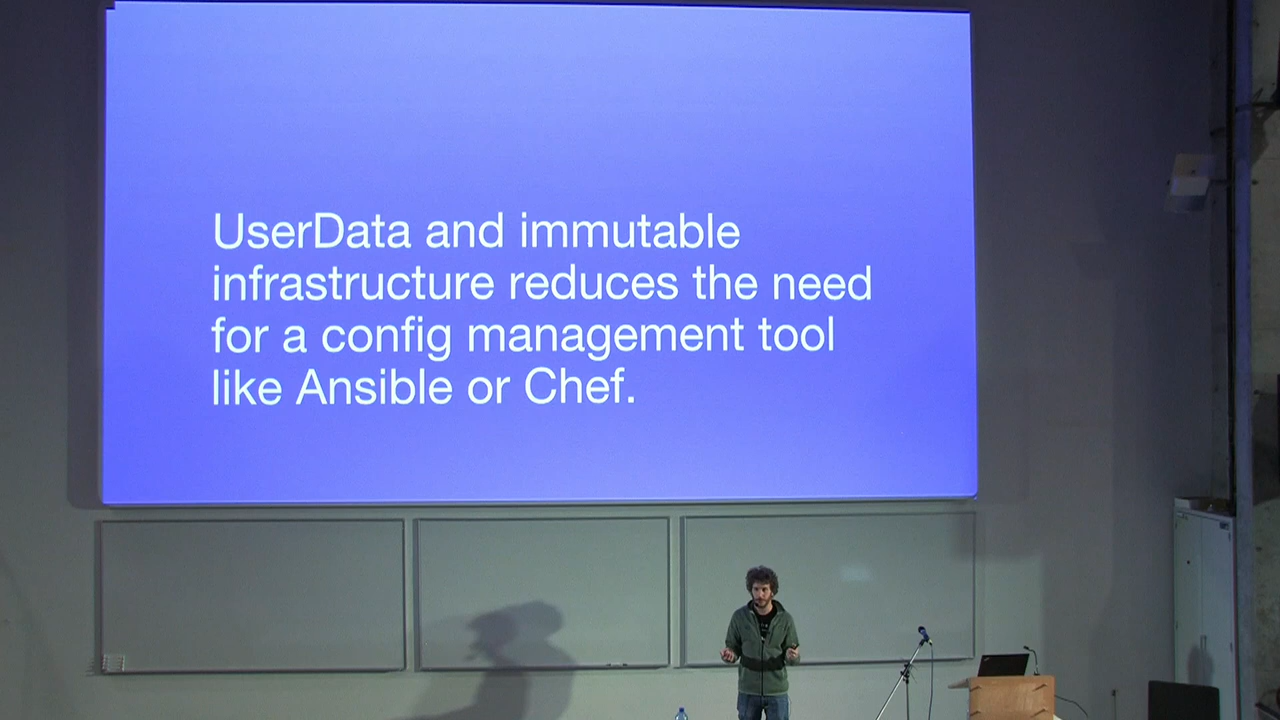 UserData and immutable
infrastructure reduces the need
for a config management tool
like Ansible or Chef.